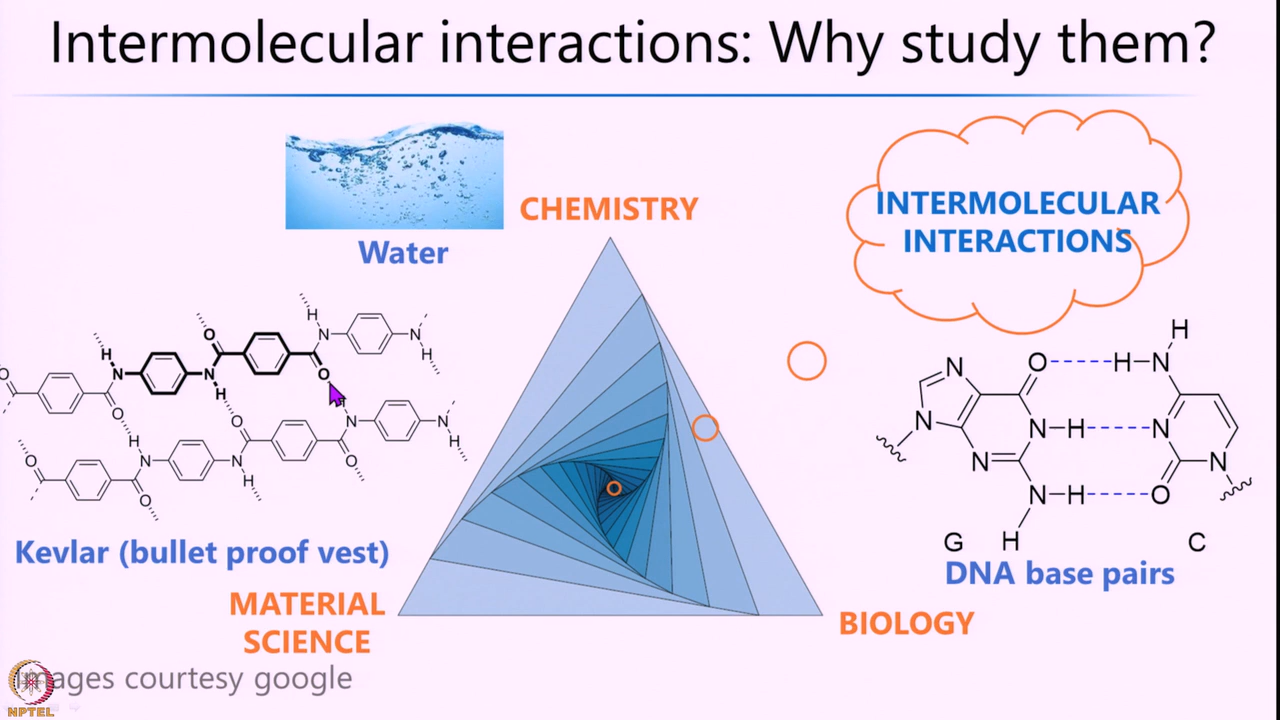 Intermolecular interactions: Why study them?
CHEMISTRY
Water
INTERMOLECULAR
INTERACTIONS
Kevlar (bullet proof vest)
MATERIAL
SCIENCE
BIOLOGY
G
H
C
DNA base pairs
images courtesy google
NPTEL